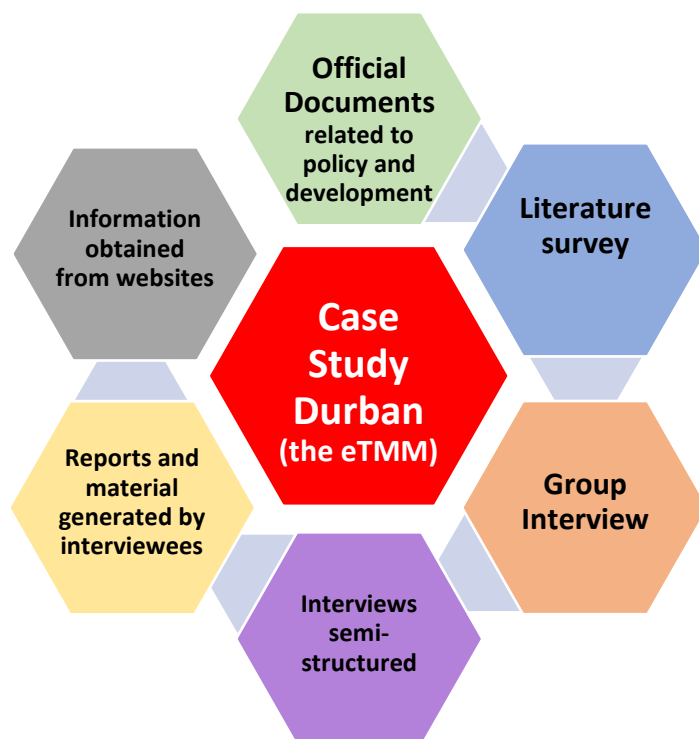 Official
Documents
related to
policy and
development
Literature
survey
Group
Interview
Interviews
semi-
structured
Reports and
material
generated by
interviewees
Information
obtained
from websites
Case
Study
Durban
(the eTMM)